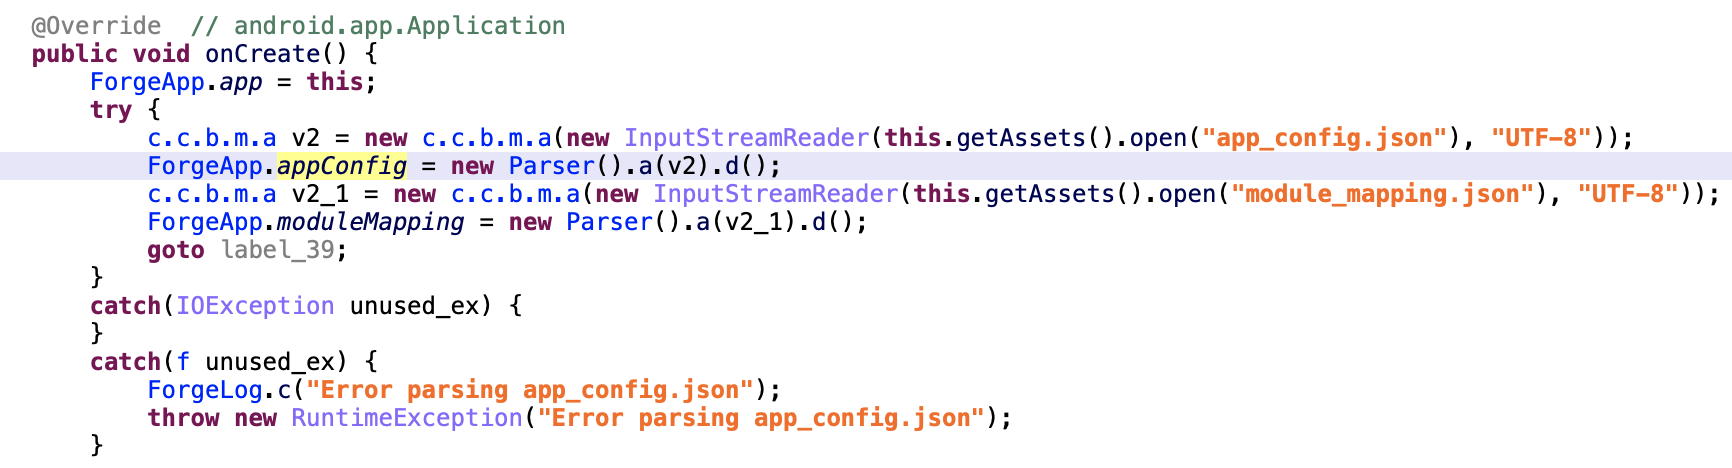 @Override  // android.app.Application
public void onCreate() {
    ForgeApp.app = this;
    try {
        c.c.b.m.a v2 = new c.c.b.m.a(new InputStreamReader(this.getAssets().open("app_config.json"), "UTF-8"));
        ForgeApp.appConfig = new Parser().a(v2).d();
        c.c.b.m.a v2_1 = new c.c.b.m.a(new InputStreamReader(this.getAssets().open("module_mapping.json"), "UTF-8"));
        ForgeApp.moduleMapping = new Parser().a(v2_1).d();
        goto label_39;
    }
    catch(IOException unused_ex) {
    }
    catch(f unused_ex) {
        ForgeLog.c("Error parsing app_config.json");
        throw new RuntimeException("Error parsing app_config.json");
    }